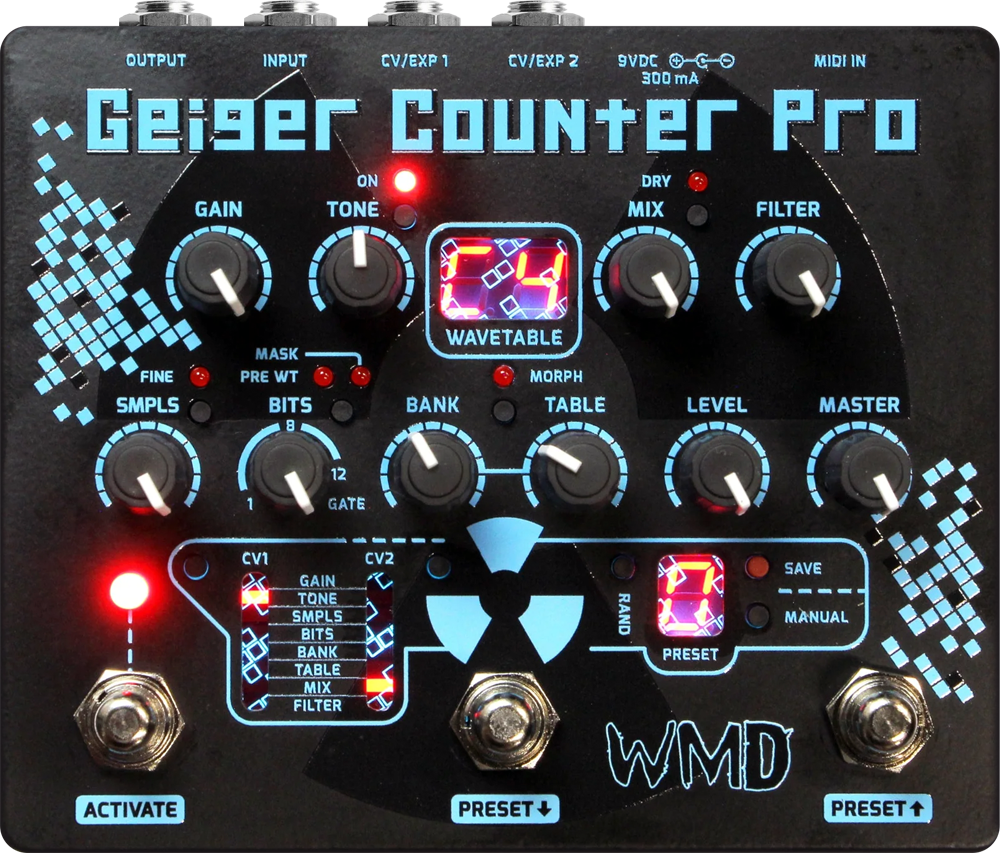 OUTPUT INPUT CV/EXP 1 CV/EXP 2 9VDC MIDI IN
300 mA
Geiger Counter Pro
ON DRY
GAIN TONE MIX FILTER
C4
WAVETABLE
MASK
FINE PRE WT MORPH
SMPLS BITS BANK TABLE LEVEL MASTER
8
12
1 GATE
CV1 CV2
GAIN
TONE
SMPLS
BITS
BANK
TABLE
MIX
FILTER
RAND
SAVE
MANUAL
PRESET
WMD
ACTIVATE PRESET↓ PRESET↑